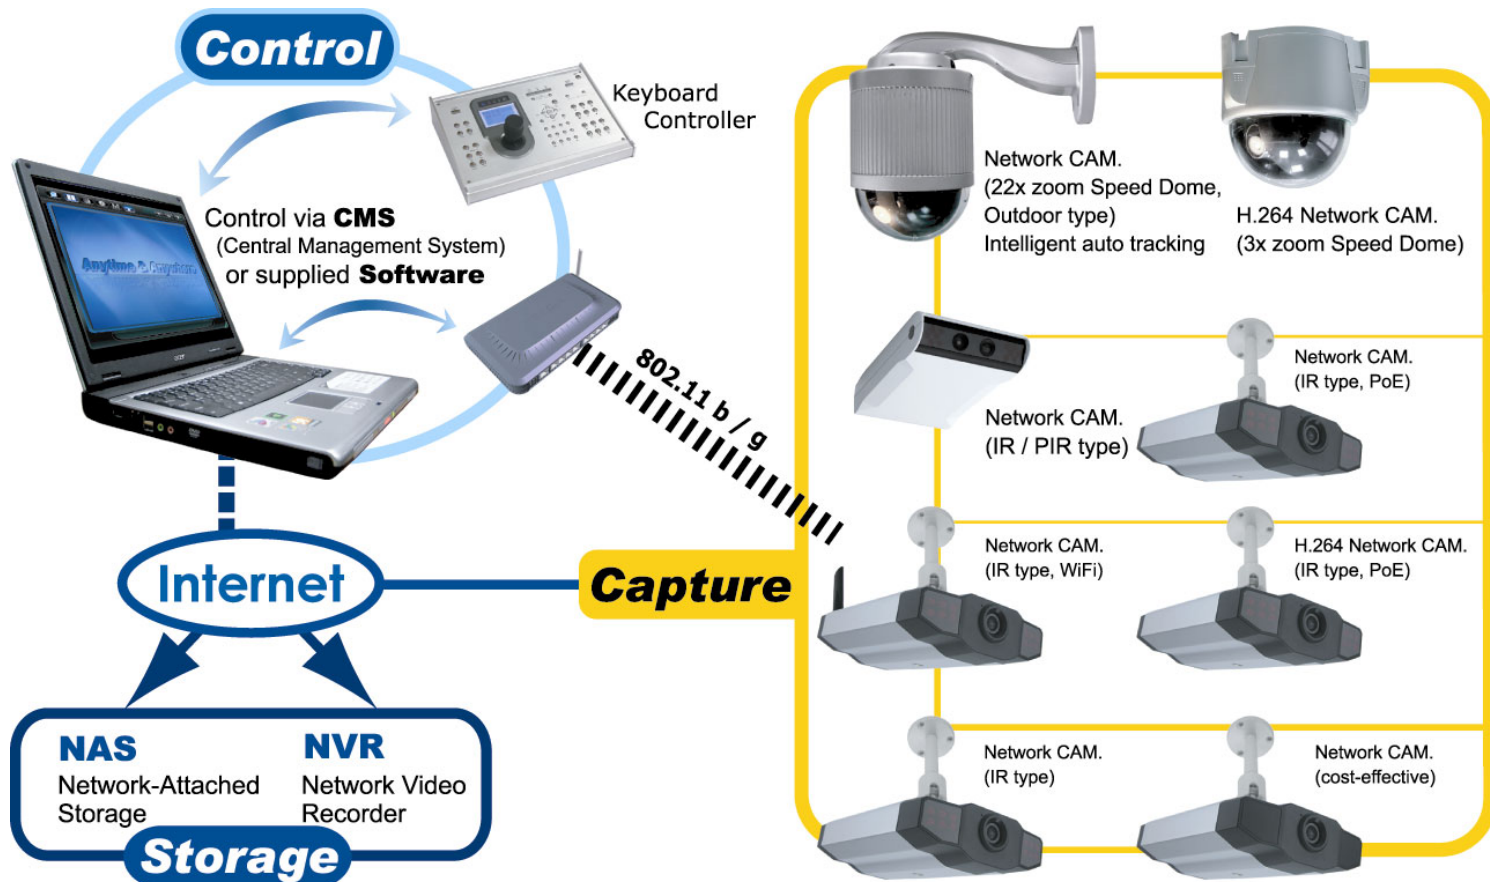 Control
Keyboard
Controller
Control via CMS
(Central Management System)
or supplied Software
Anytime & Anywhere
802.11 b / g
Internet
NAS
Network-Attached
Storage
NVR
Network Video
Recorder
Storage
Capture
Network CAM.
(22x zoom Speed Dome,
Outdoor type)
Intelligent auto tracking
H.264 Network CAM.
(3x zoom Speed Dome)
Network CAM.
(IR / PIR type)
Network CAM.
(IR type, PoE)
Network CAM.
(IR type, WiFi)
H.264 Network CAM.
(IR type, PoE)
Network CAM.
(IR type)
Network CAM.
(cost-effective)